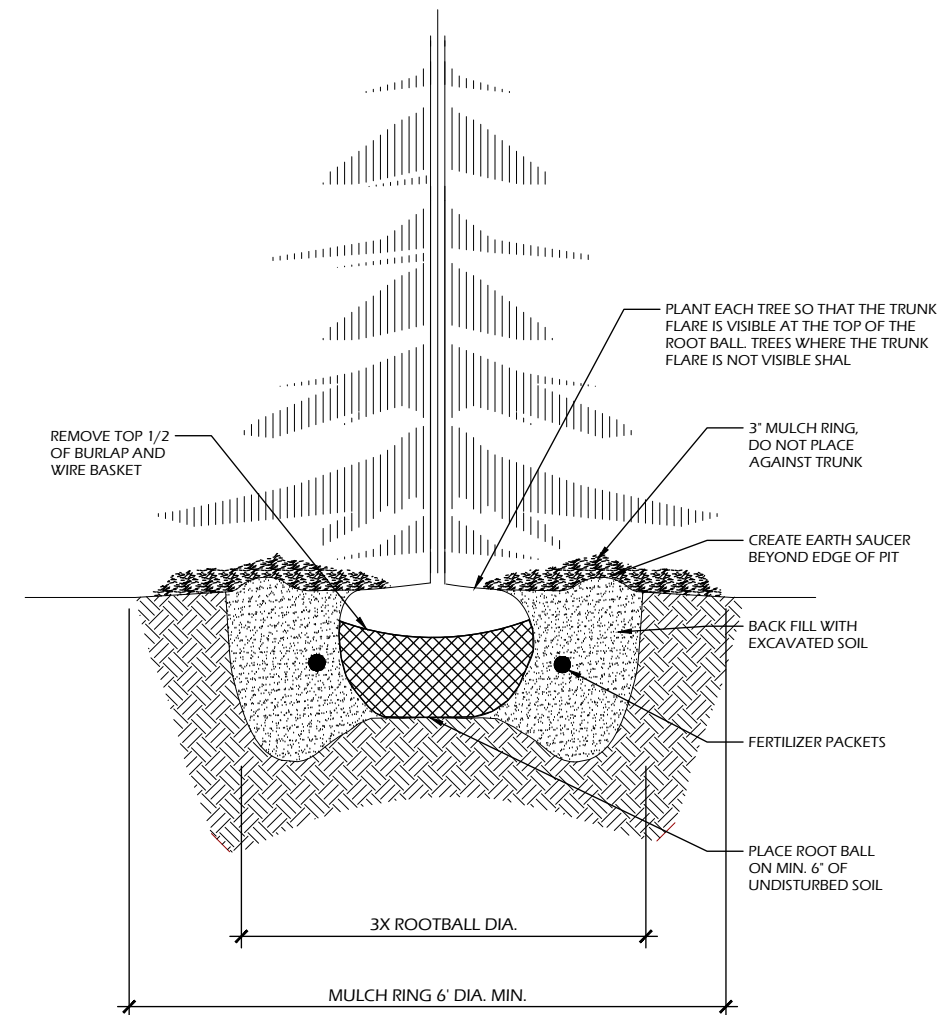 PLANT EACH TREE SO THAT THE TRUNK
FLARE IS VISIBLE AT THE TOP OF THE
ROOT BALL. TREES WHERE THE TRUNK
FLARE IS NOT VISIBLE SHAL
REMOVE TOP 1/2
OF BURLAP AND
WIRE BASKET
3" MULCH RING,
DO NOT PLACE
AGAINST TRUNK
CREATE EARTH SAUCER
BEYOND EDGE OF PIT
BACK FILL WITH
EXCAVATED SOIL
FERTILIZER PACKETS
PLACE ROOT BALL
ON MIN. 6" OF
UNDISTURBED SOIL
3X ROOTBALL DIA.
MULCH RING 6' DIA. MIN.